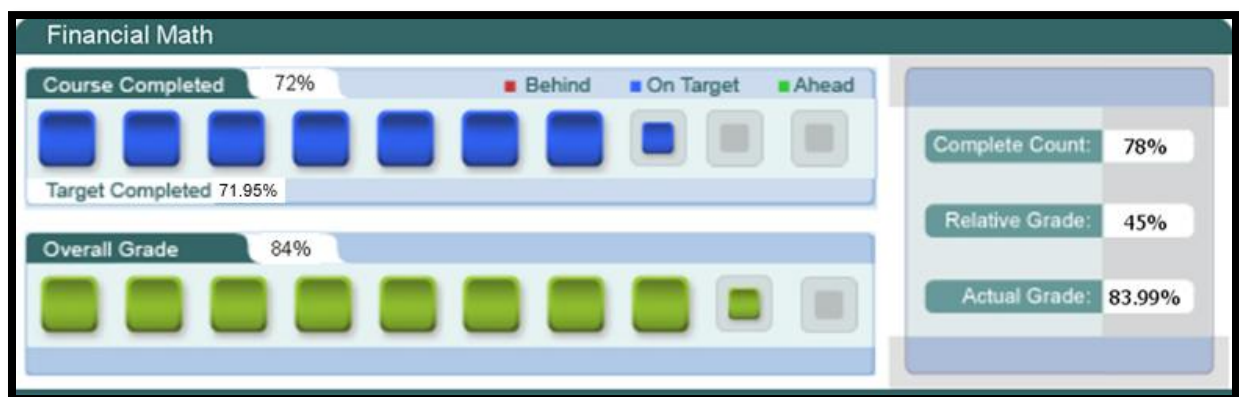 Financial Math
Course Completed 72% Behind On Target Ahead
Target Completed 71.95%
Overall Grade 84%
Complete Count: 78%
Relative Grade: 45%
Actual Grade: 83.99%